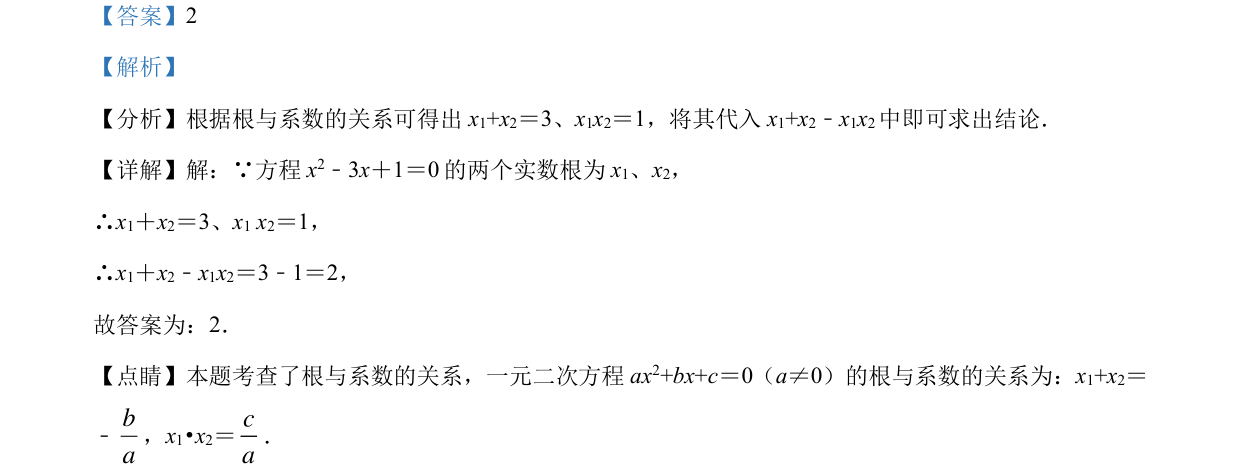 【答案】2
【解析】
【分析】根据根与系数的关系可得出 x₁+x₂＝3、x₁x₂＝1，将其代入 x₁+x₂﹣x₁x₂ 中即可求出结论．
【详解】解：∵方程 x²﹣3x＋1＝0 的两个实数根为 x₁、x₂，
∴x₁＋x₂＝3、x₁ x₂＝1，
∴x₁＋x₂﹣x₁x₂＝3﹣1＝2，
故答案为：2．
【点睛】本题考查了根与系数的关系，一元二次方程 ax²+bx+c＝0（a≠0）的根与系数的关系为：x₁+x₂＝
﹣b/a，x₁•x₂＝c/a．